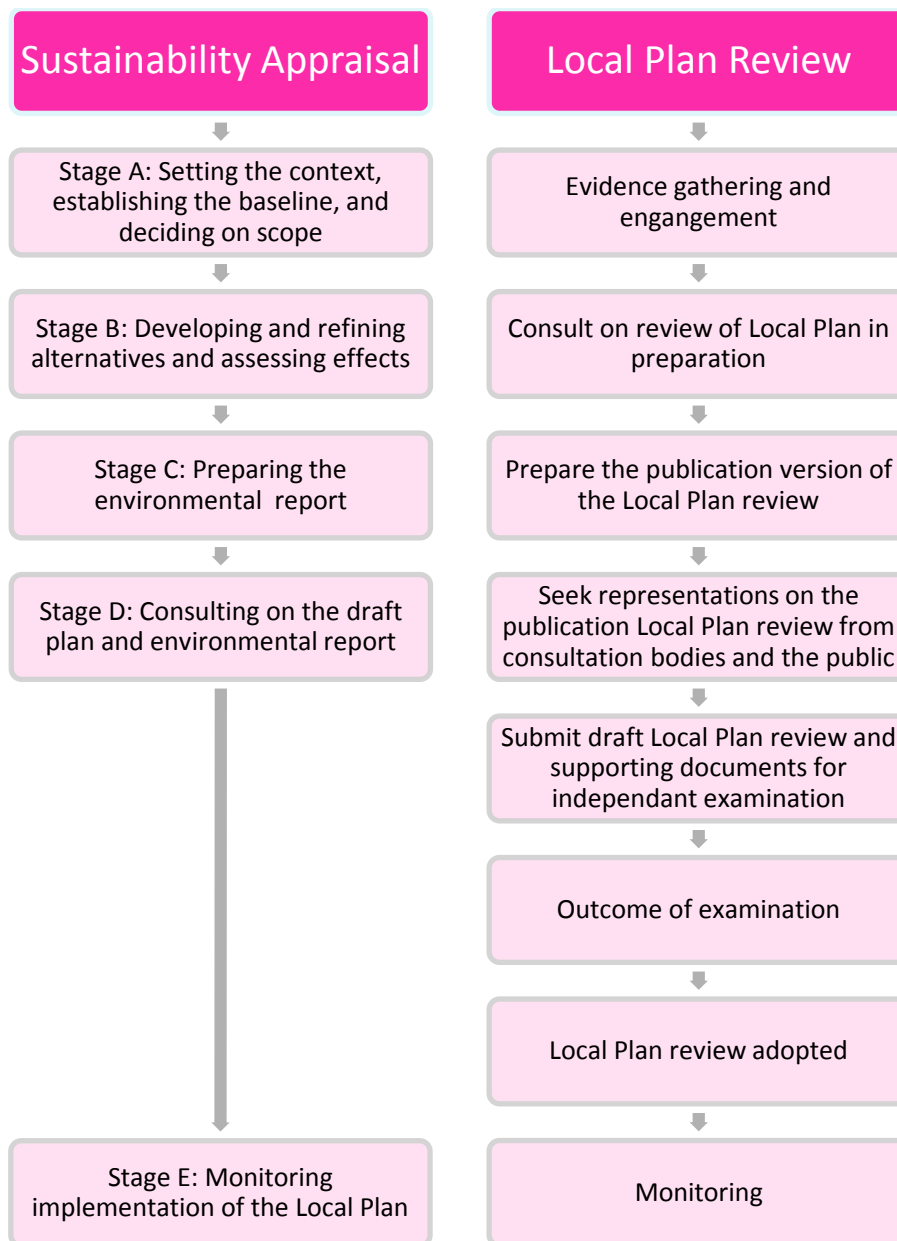 Sustainability Appraisal
Stage A: Setting the context,
establishing the baseline, and
deciding on scope
Stage B: Developing and refining
alternatives and assessing effects
Stage C: Preparing the
environmental report
Stage D: Consulting on the draft
plan and environmental report
Stage E: Monitoring
implementation of the Local Plan
Local Plan Review
Evidence gathering and
engangement
Consult on review of Local Plan in
preparation
Prepare the publication version of
the Local Plan review
Seek representations on the
publication Local Plan review from
consultation bodies and the public
Submit draft Local Plan review and
supporting documents for
independant examination
Outcome of examination
Local Plan review adopted
Monitoring